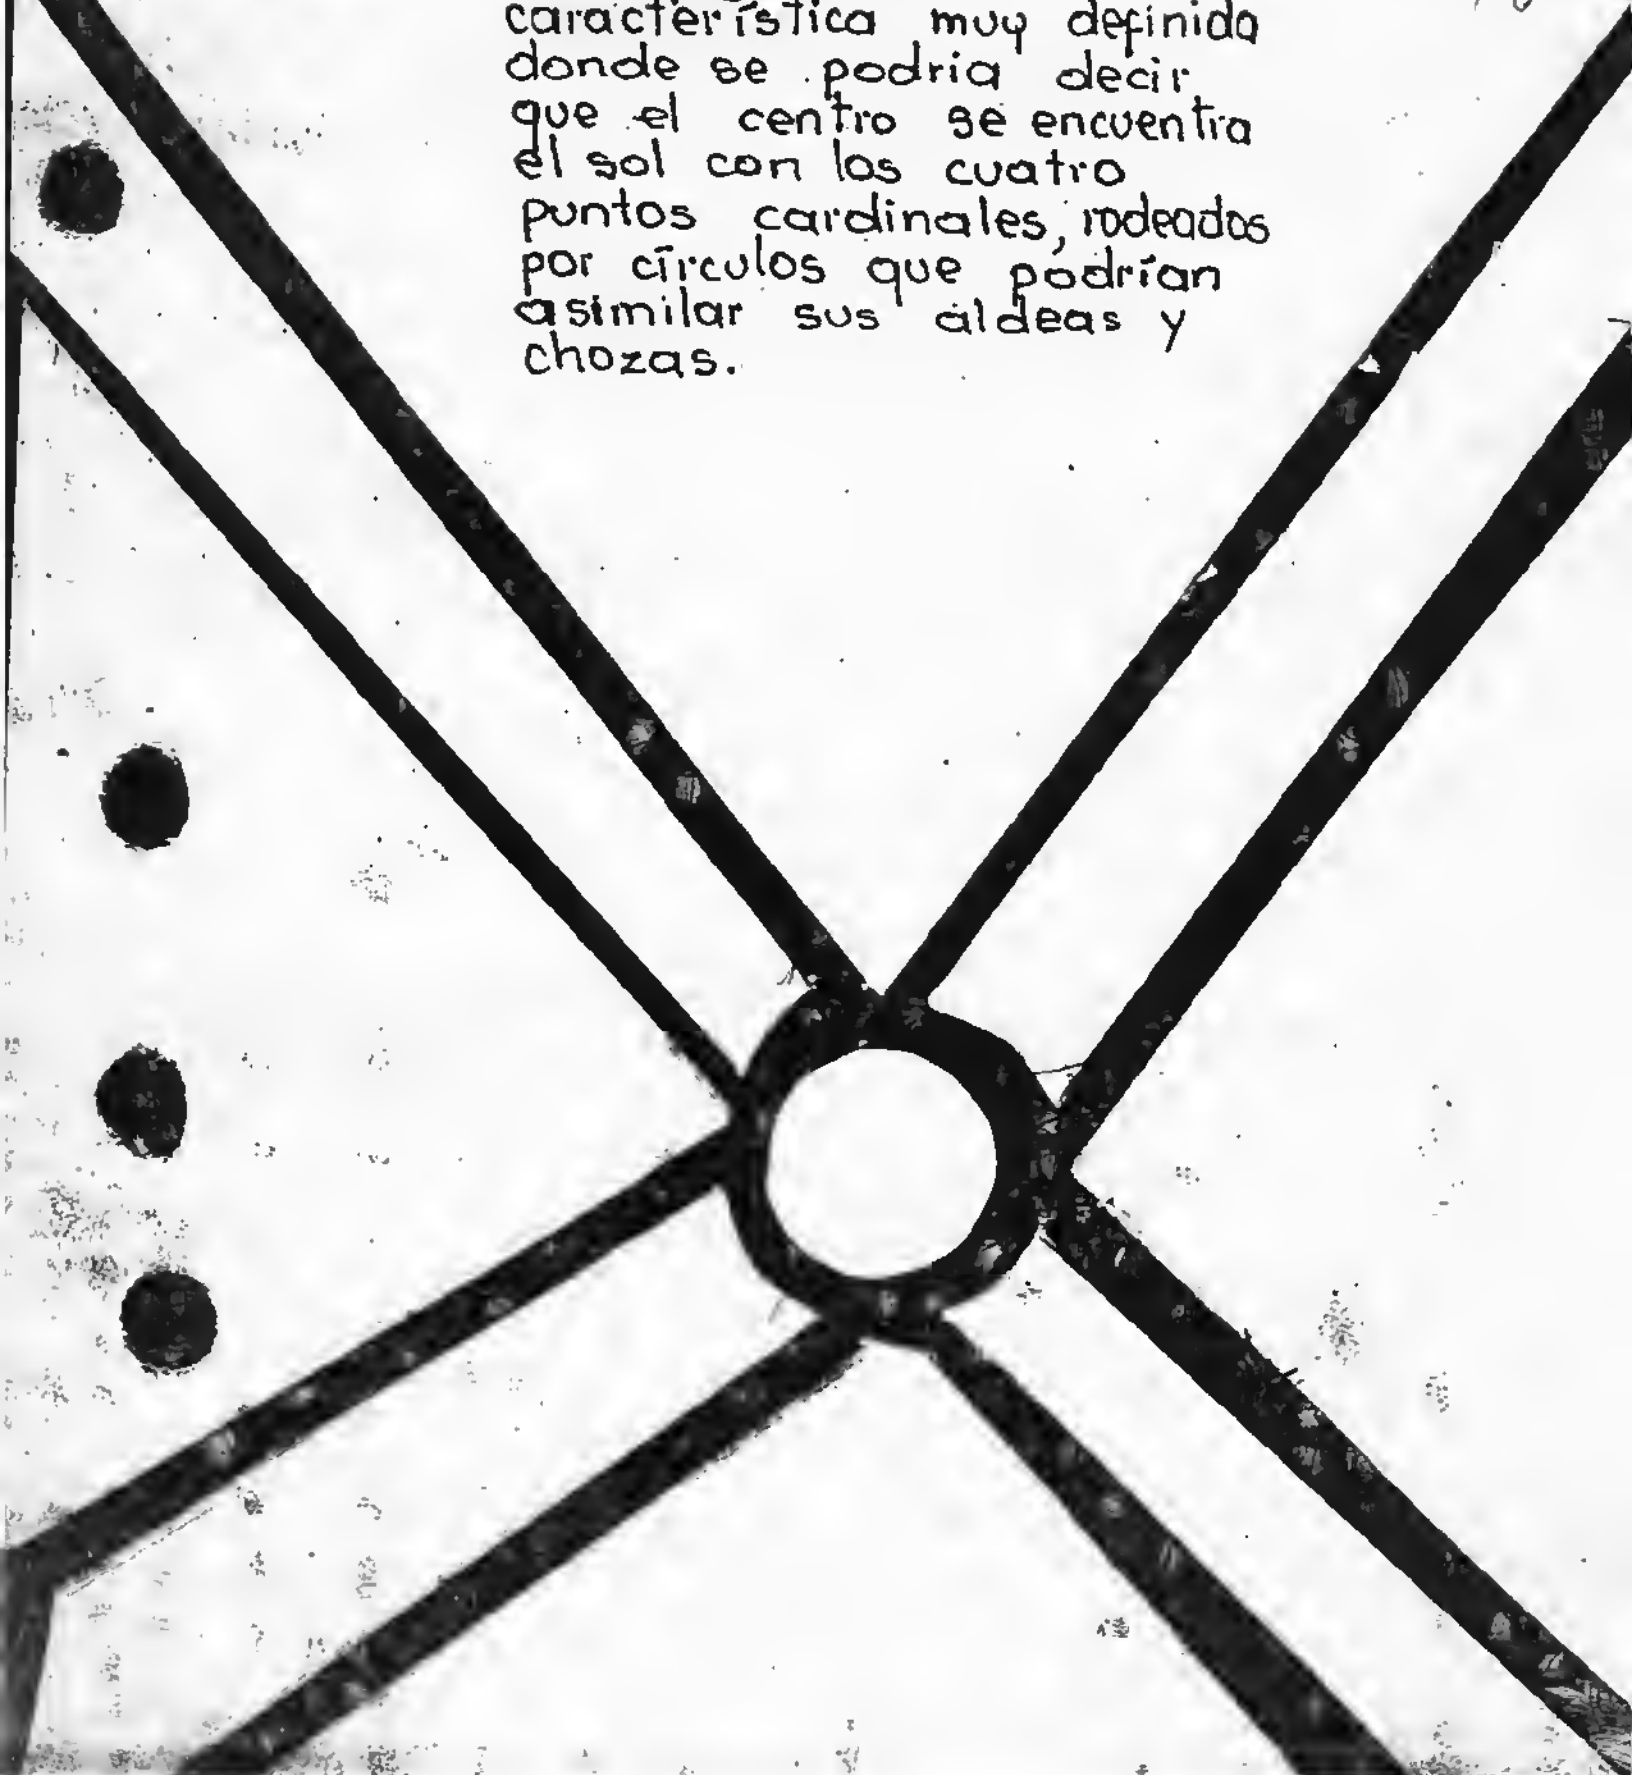 característica muy definida
donde se podria decir
que el centro se encuentra
el sol con los cuatro
puntos cardinales, rodeados
por círculos que podrían
asimilar sus aldeas y
chozas.